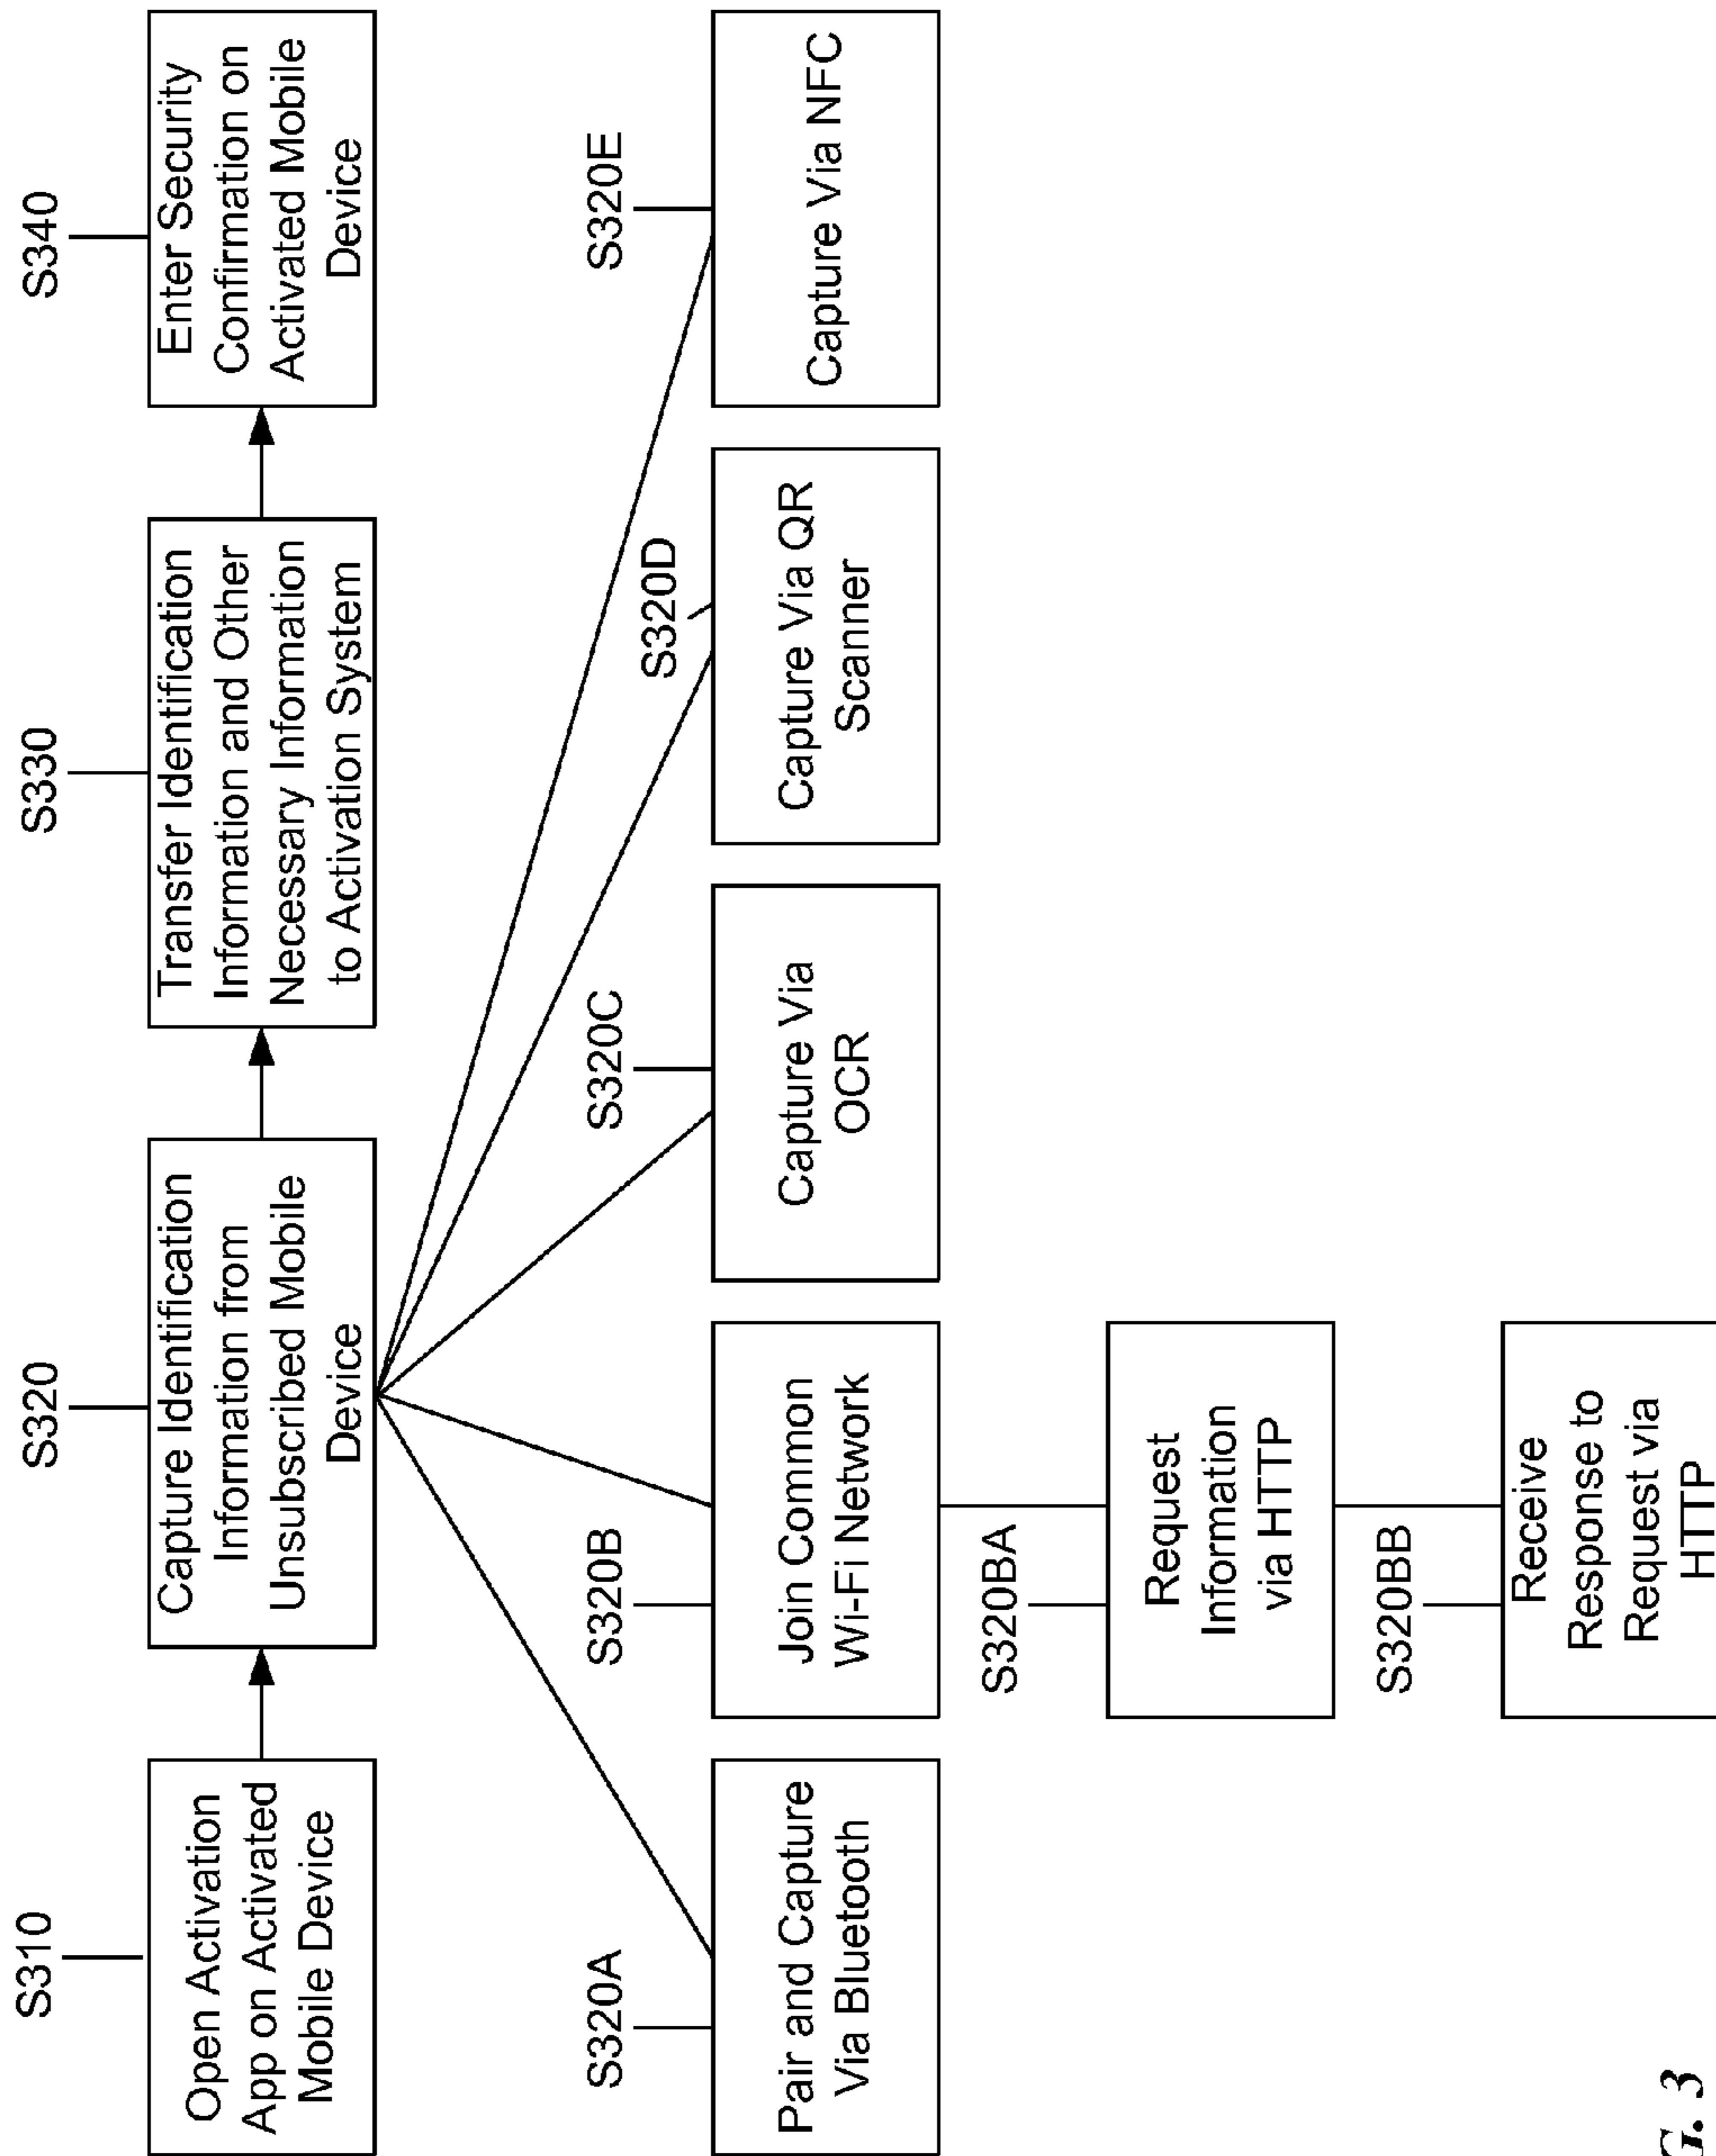 S310
Open Activation
App on Activated
Mobile Device
S320
Capture Identification
Information from
Unsubscribed Mobile
Device
S330
Transfer Identification
Information and Other
Necessary Information
to Activation System
S340
Enter Security
Confirmation on
Activated Mobile
Device
S320A
Pair and Capture
Via Bluetooth
S320B
Join Common
Wi-Fi Network
S320C
Capture Via
OCR
S320D
Capture Via QR
Scanner
S320E
Capture Via NFC
S320BA
Request
Information
via HTTP
S320BB
Receive
Response to
Request via
HTTP
G. 3